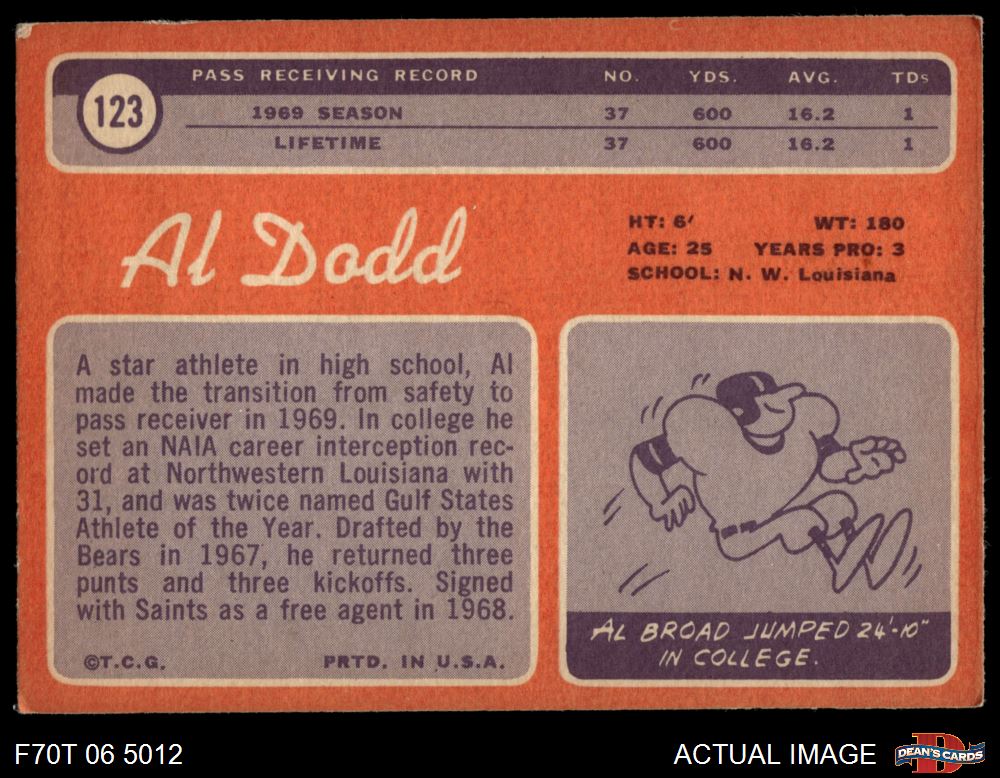 PASS RECEIVING RECORD NO. YDS. AVG. TDs
123
1969 SEASON 37 600 16.2 1
LIFETIME 37 600 16.2 1
Al Dodd
HT: 6' WT: 180
AGE: 25 YEARS PRO: 3
SCHOOL: N. W. Louisiana
A star athlete in high school, Al
made the transition from safety to
pass receiver in 1969. In college he
set an NAIA career interception rec-
ord at Northwestern Louisiana with
31, and was twice named Gulf States
Athlete of the Year. Drafted by the
Bears in 1967, he returned three
punts and three kickoffs. Signed
with Saints as a free agent in 1968.
©T.C.G. PRTD. IN U.S.A.
AL BROAD JUMPED 24'-10"
IN COLLEGE.
F70T 06 5012
ACTUAL IMAGE
D
DEAN'S CARDS